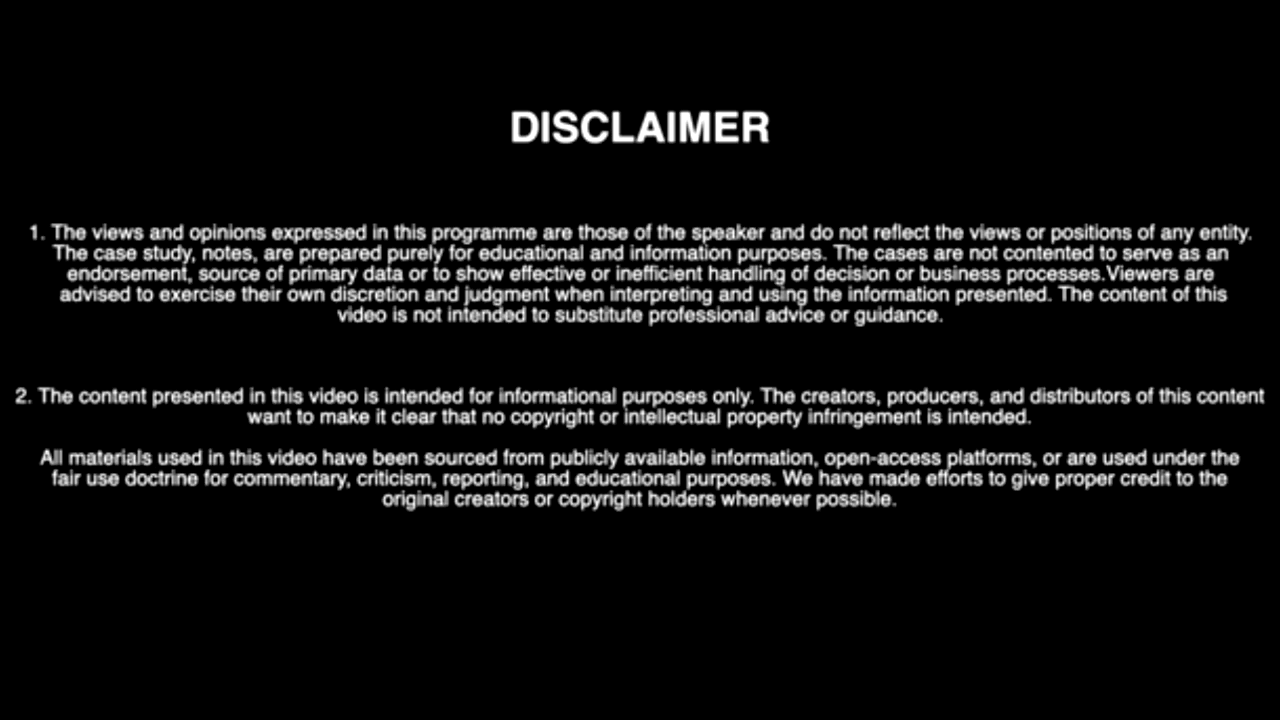 DISCLAIMER
1. The views and opinions expressed in this programme are those of the speaker and do not reflect the views or positions of any entity.
The case study, notes, are prepared purely for educational and information purposes. The cases are not contented to serve as an
endorsement, source of primary data or to show effective or inefficient handling of decision or business processes.Viewers are
advised to exercise their own discretion and judgment when interpreting and using the information presented. The content of this
video is not intended to substitute professional advice or guidance.
2. The content presented in this video is intended for informational purposes only. The creators, producers, and distributors of this content
want to make it clear that no copyright or intellectual property infringement is intended.
All materials used in this video have been sourced from publicly available information, open-access platforms, or are used under the
fair use doctrine for commentary, criticism, reporting, and educational purposes. We have made efforts to give proper credit to the
original creators or copyright holders whenever possible.